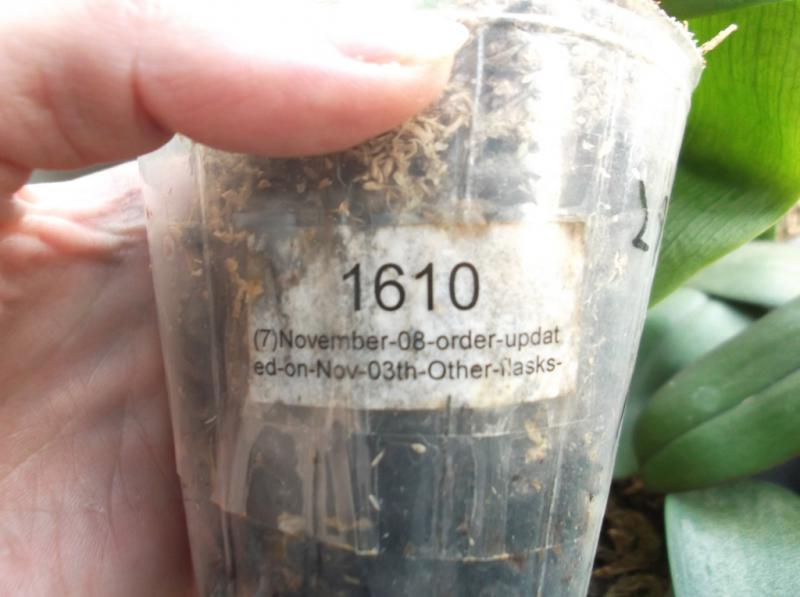 1610
(7)November-08-order-updat
ed-on-Nov-03th-Other-flasks-